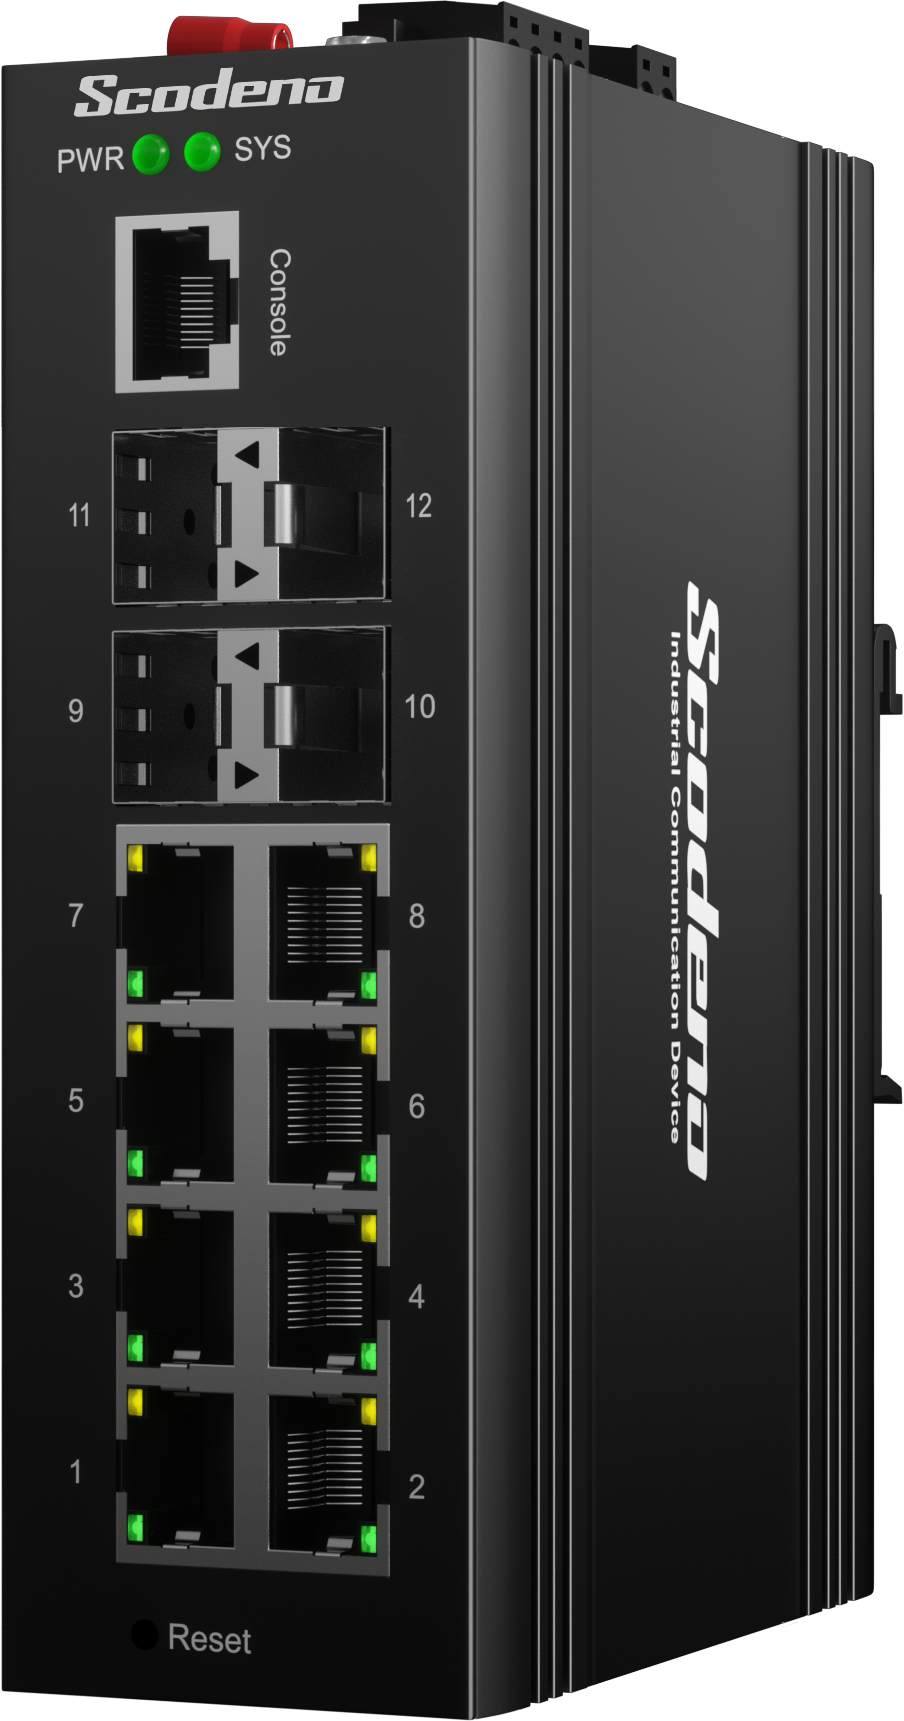 Scodeno
PWR SYS
Console
11 12
9 10
7 8
5 6
3 4
1 2
Reset
Scodeno
Industrial Communication Device